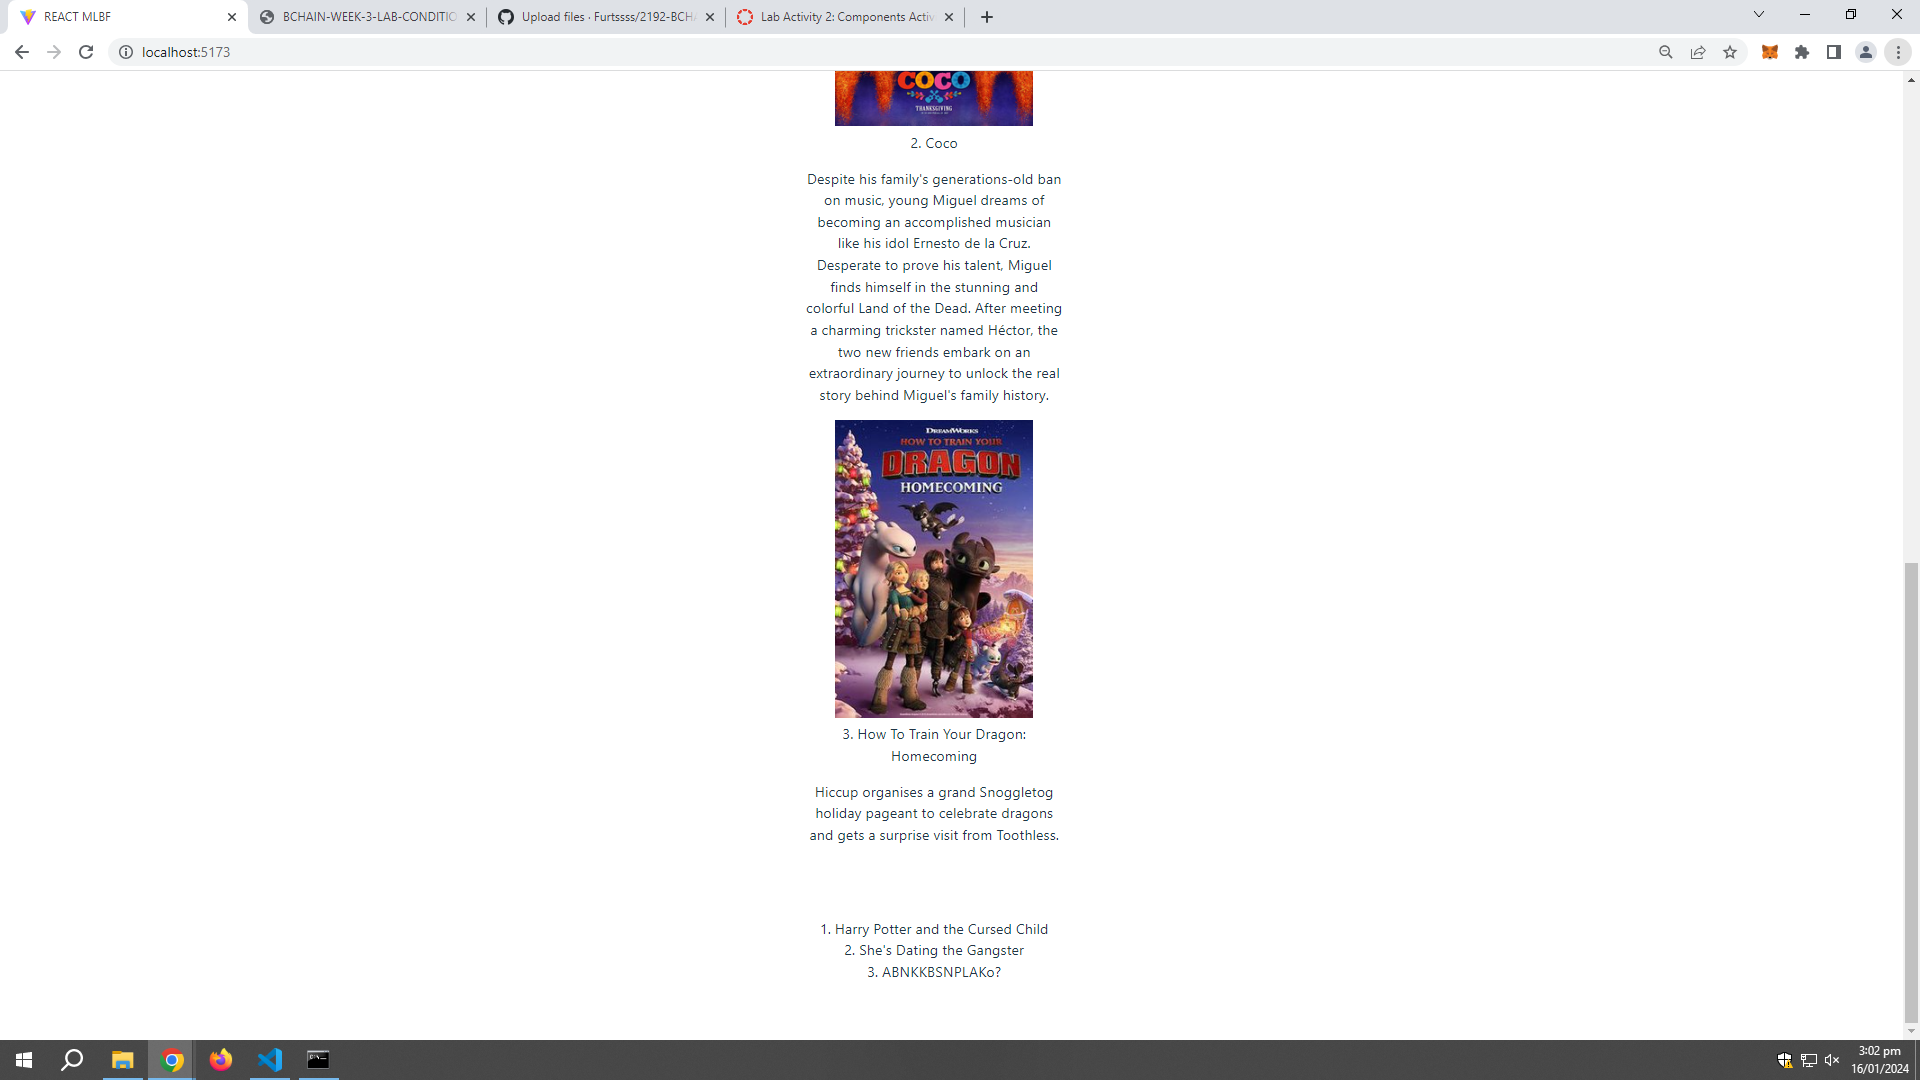 REACT MLBF
BCHAIN-WEEK-3-LAB-CONDITIO
Upload files · Furtssss/2192-BCHA
Lab Activity 2: Components Activ
localhost:5173
COCO
THANKSGIVING
2. Coco
Despite his family's generations-old ban
on music, young Miguel dreams of
becoming an accomplished musician
like his idol Ernesto de la Cruz.
Desperate to prove his talent, Miguel
finds himself in the stunning and
colorful Land of the Dead. After meeting
a charming trickster named Héctor, the
two new friends embark on an
extraordinary journey to unlock the real
story behind Miguel's family history.
DREAMWORKS
HOW TO TRAIN YOUR
DRAGON
HOMECOMING
3. How To Train Your Dragon:
Homecoming
Hiccup organises a grand Snoggletog
holiday pageant to celebrate dragons
and gets a surprise visit from Toothless.
1. Harry Potter and the Cursed Child
2. She's Dating the Gangster
3. ABNKKBSNPLAKo?
3:02 pm
16/01/2024